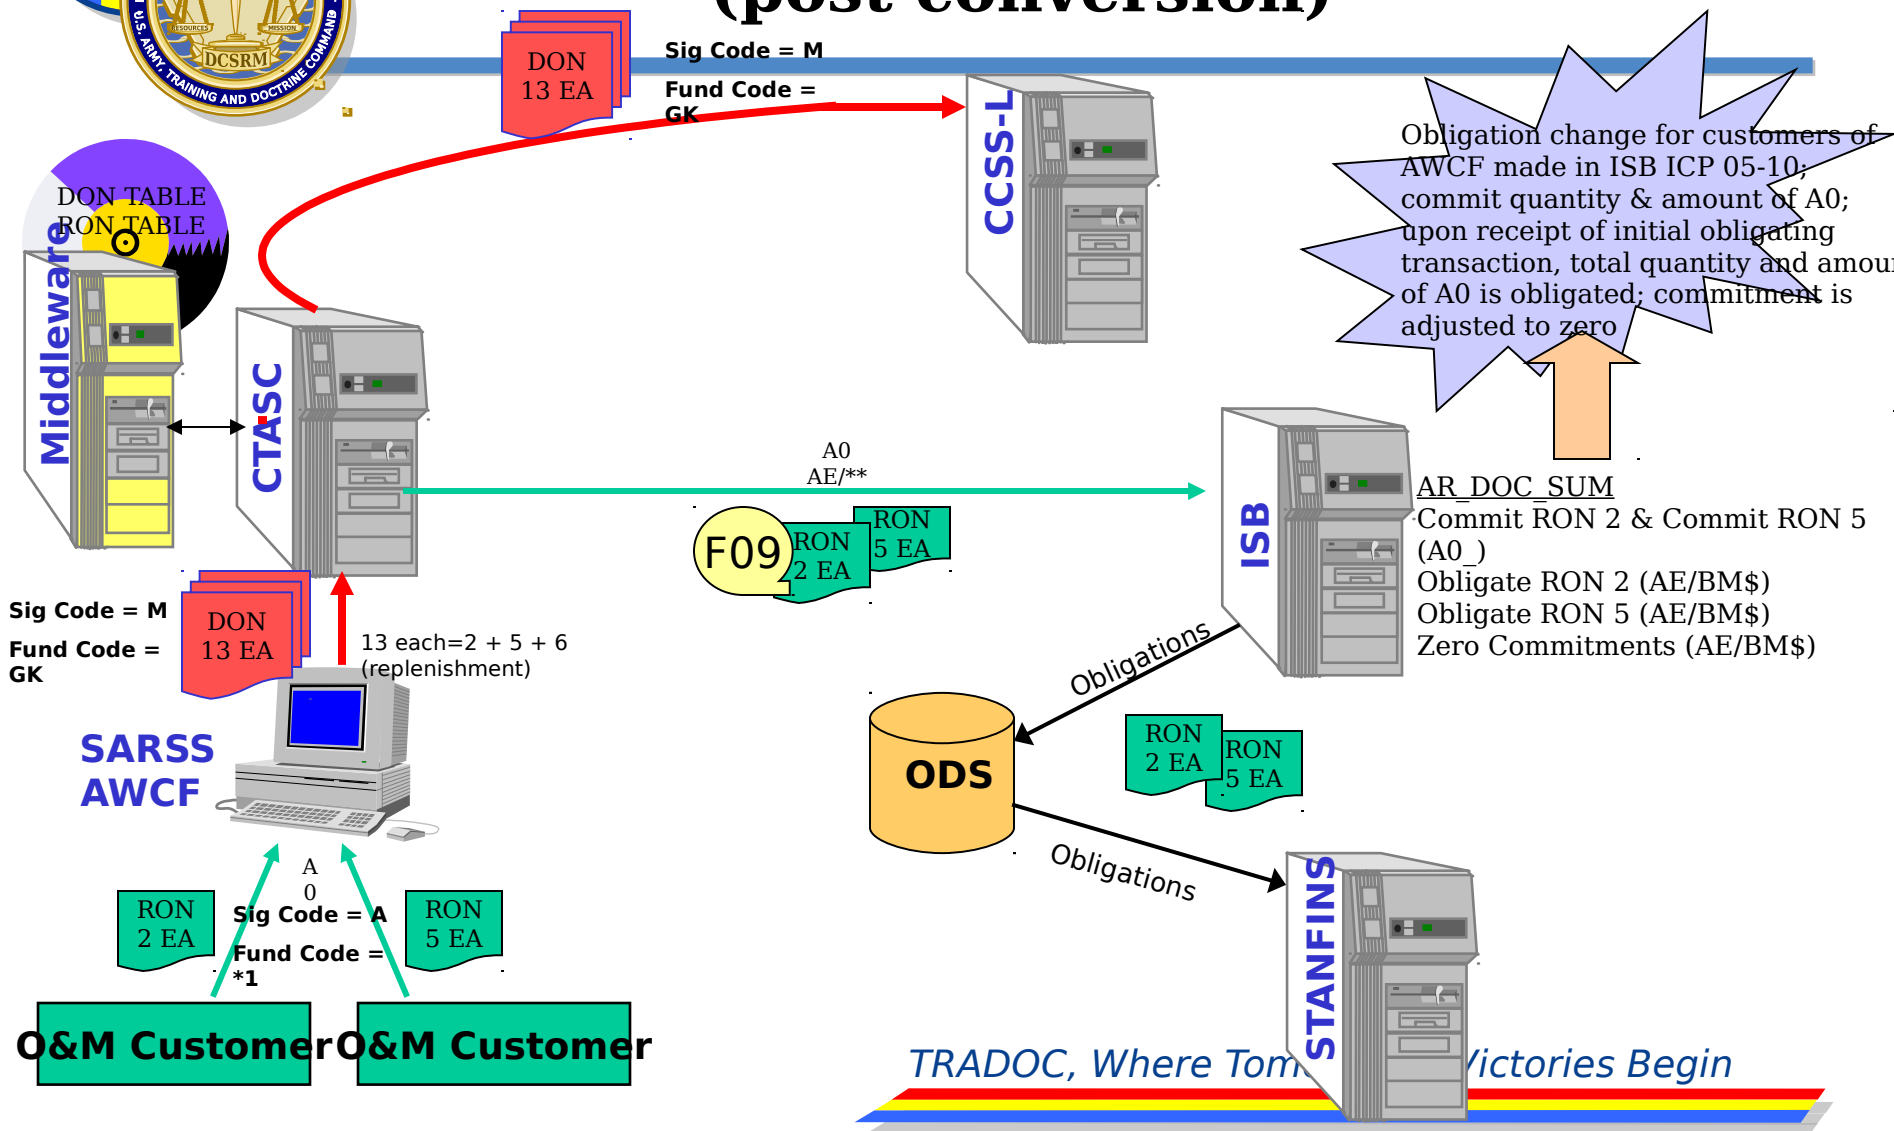 (post conversion)
RESOURCES
MISSION
DCSRM
U.S. ARMY, TRAINING AND DOCTRINE COMMAND
DON
13 EA
Sig Code = M
Fund Code =
GK
CCSS-L
Obligation change for customers of
AWCF made in ISB ICP 05-10;
commit quantity & amount of A0;
upon receipt of initial obligating
transaction, total quantity and amou
of A0 is obligated; commitment is
adjusted to zero
DON TABLE
RON TABLE
Middleware
CTASC
A0
AE/**
F09
RON
2 EA
RON
5 EA
ISB
AR_DOC_SUM
Commit RON 2 & Commit RON 5
(A0_)
Obligate RON 2 (AE/BM$)
Obligate RON 5 (AE/BM$)
Zero Commitments (AE/BM$)
Sig Code = M
Fund Code =
GK
DON
13 EA
13 each=2 + 5 + 6
(replenishment)
SARSS
AWCF
Obligations
ODS
RON
2 EA
RON
5 EA
Obligations
STANFINS
A
0
RON
2 EA
Sig Code = A
Fund Code =
*1
RON
5 EA
O&M Customer
O&M Customer
TRADOC, Where Tom Victories Begin